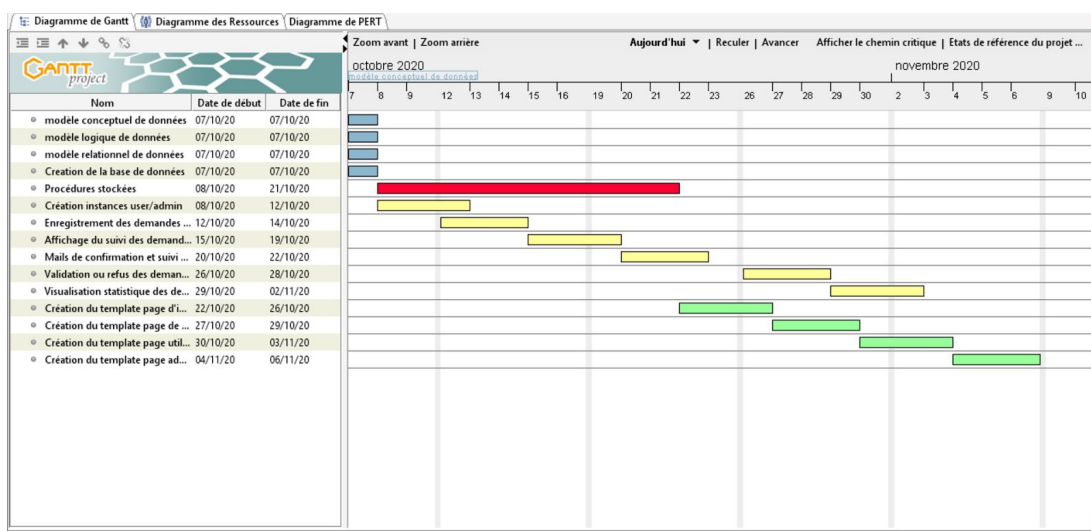 Diagramme de Gantt Diagramme des Ressources Diagramme de PERT
Zoom avant | Zoom arrière Aujourd'hui | Reculer | Avancer Afficher le chemin critique | Etats de référence du projet ...
GANTT
project
octobre 2020 novembre 2020
modèle conceptuel de données
Nom Date de début Date de fin
7 8 9 12 13 14 15 16 19 20 21 22 23 26 27 28 29 30 2 3 4 5 6 9 10
modèle conceptuel de données 07/10/20 07/10/20
modèle logique de données 07/10/20 07/10/20
modèle relationnel de données 07/10/20 07/10/20
Creation de la base de données 07/10/20 07/10/20
Procédures stockées 08/10/20 21/10/20
Création instances user/admin 08/10/20 12/10/20
Enregistrement des demandes ... 12/10/20 14/10/20
Affichage du suivi des demand... 15/10/20 19/10/20
Mails de confirmation et suivi ... 20/10/20 22/10/20
Validation ou refus des deman... 26/10/20 28/10/20
Visualisation statistique des de... 29/10/20 02/11/20
Création du template page d'i... 22/10/20 26/10/20
Création du template page de ... 27/10/20 29/10/20
Création du template page util... 30/10/20 03/11/20
Création du template page ad... 04/11/20 06/11/20